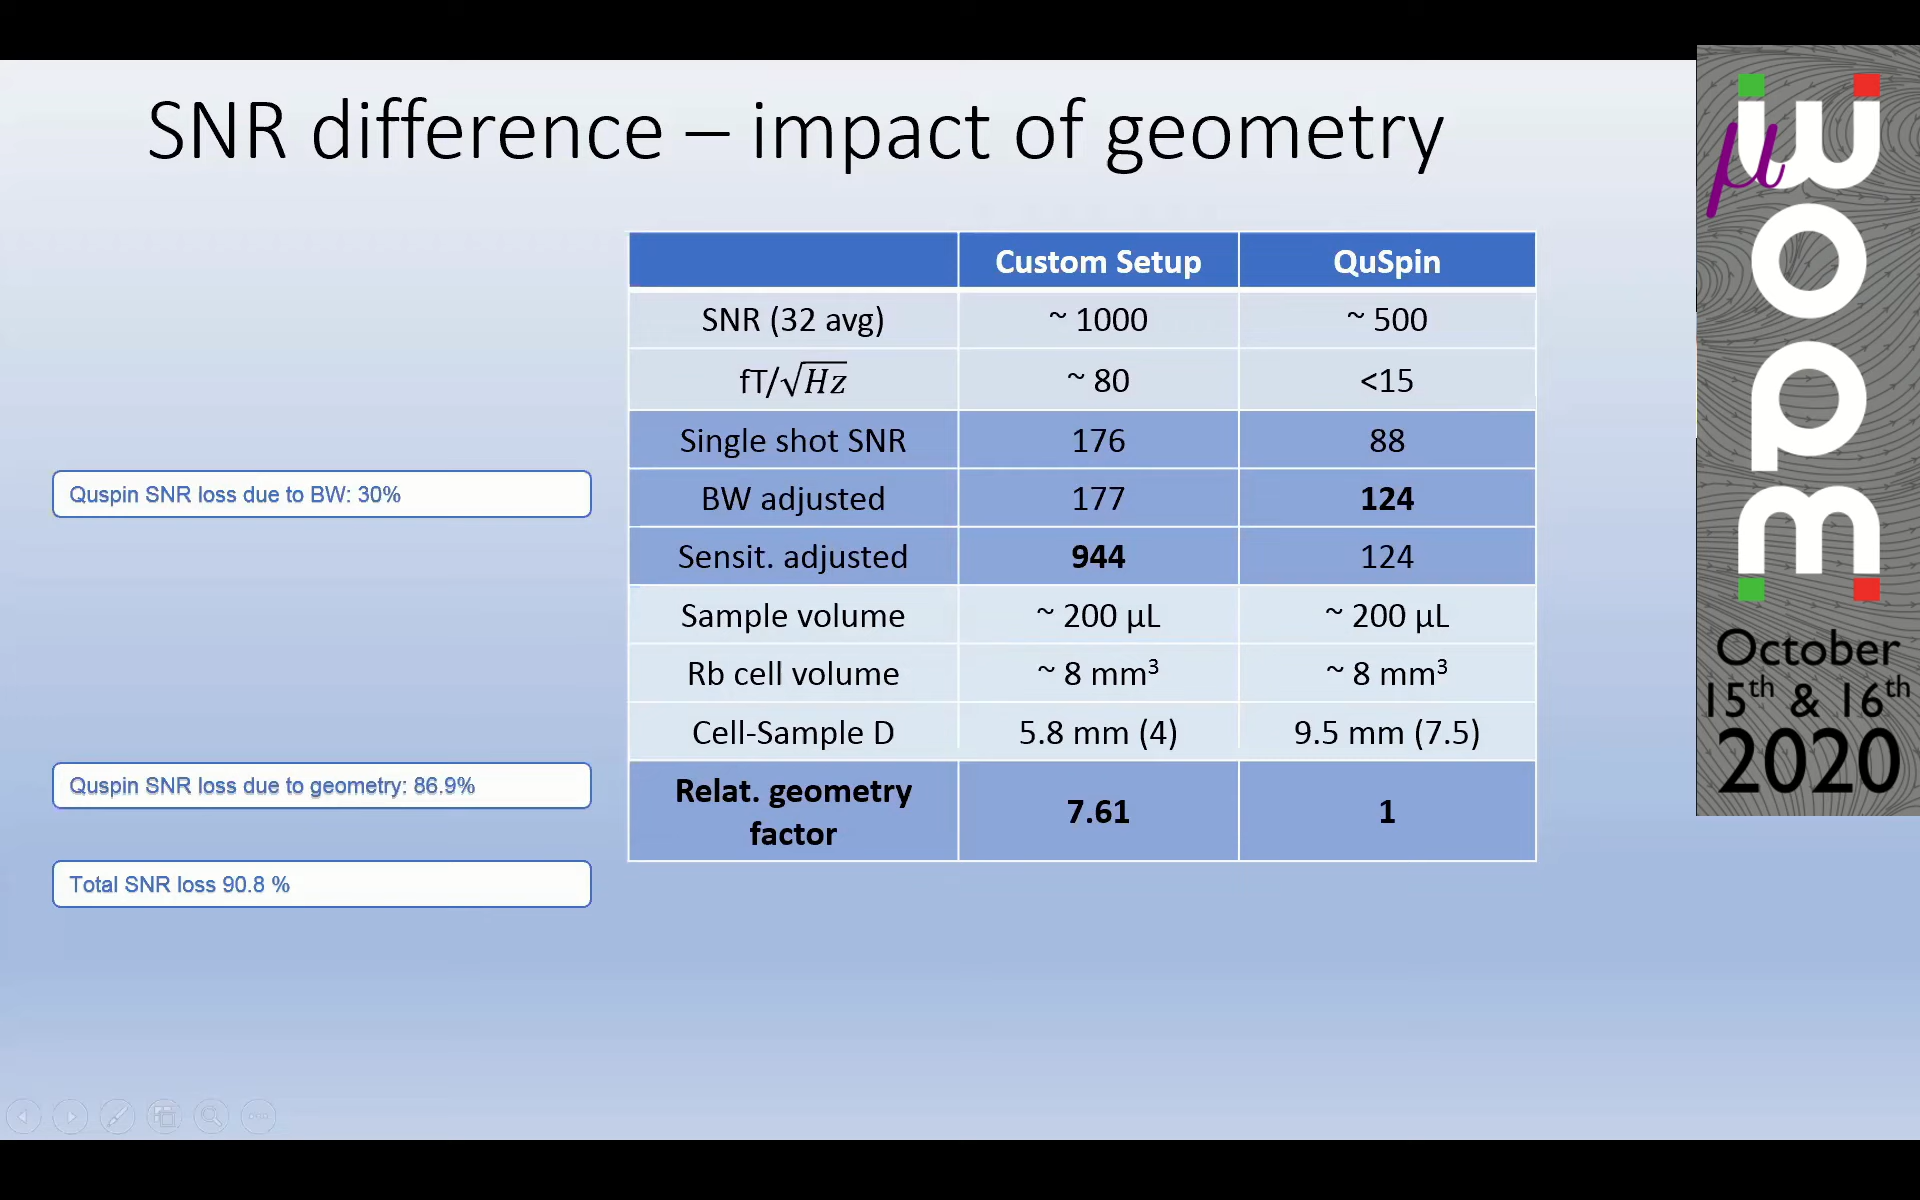 SNR difference – impact of geometry
Custom Setup QuSpin
SNR (32 avg) ~ 1000 ~ 500
fT/√Hz ~ 80 <15
Single shot SNR 176 88
BW adjusted 177 124
Sensit. adjusted 944 124
Sample volume ~ 200 µL ~ 200 µL
Rb cell volume ~ 8 mm³ ~ 8 mm³
Cell-Sample D 5.8 mm (4) 9.5 mm (7.5)
Relat. geometry
factor 7.61 1
Quspin SNR loss due to BW: 30%
Quspin SNR loss due to geometry: 86.9%
Total SNR loss 90.8 %
µ
wopm
October
15th & 16th
2020